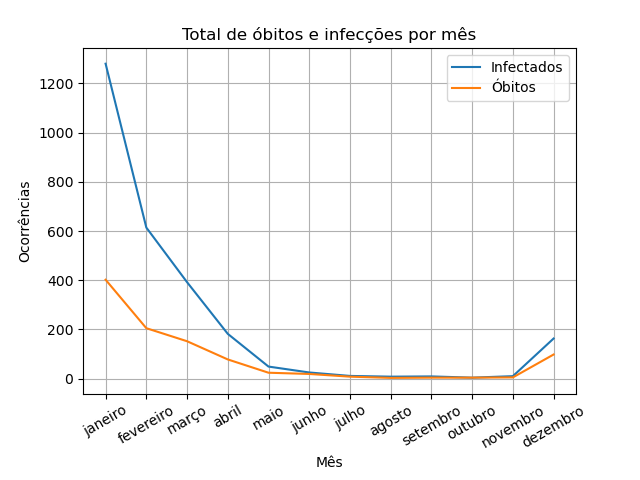 Total de óbitos e infecções por mês
Infectados
Óbitos
Ocorrências
1200
1000
800
600
400
200
0
janeiro
fevereiro
março
abril
maio
junho
julho
agosto
setembro
outubro
novembro
dezembro
Mês